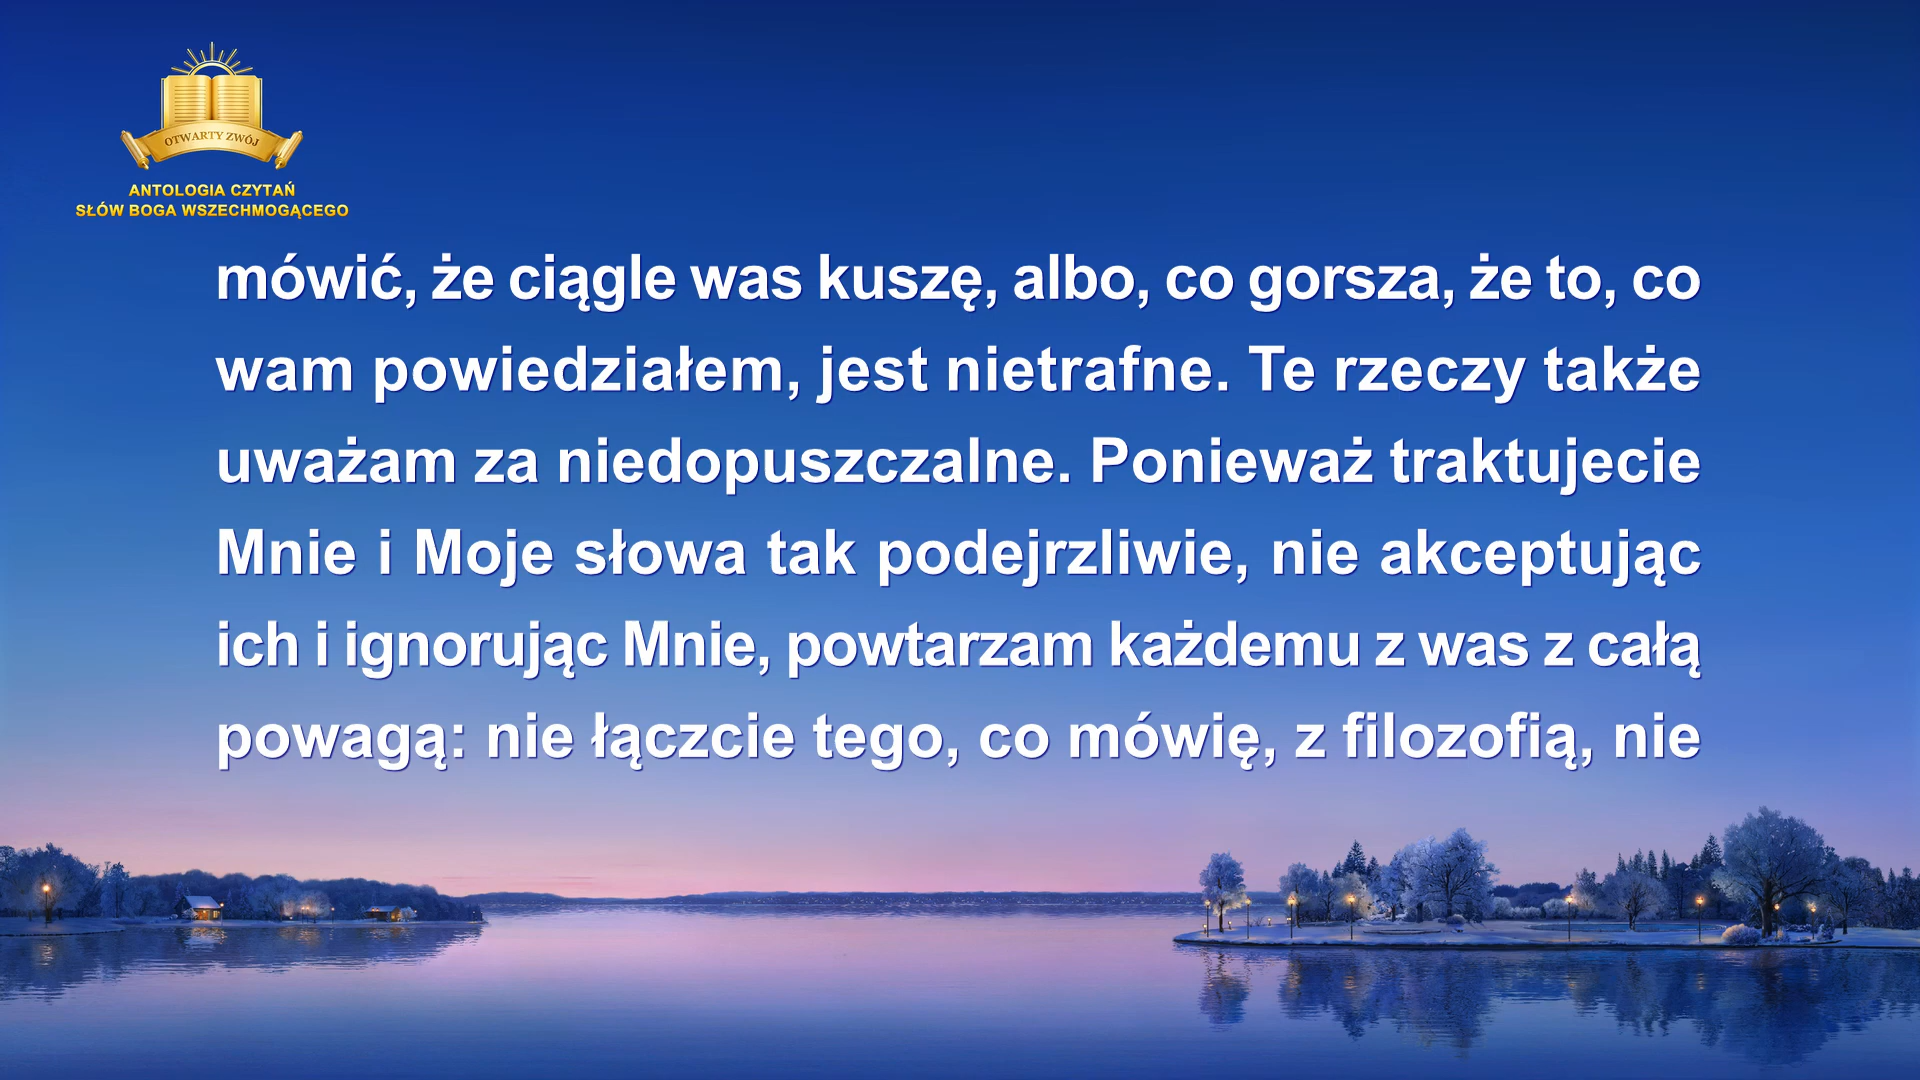 OTWARTY ZWÓJ
ANTOLOGIA CZYTAŃ
SŁÓW BOGA WSZECHMOGĄCEGO
mówić, że ciągle was kuszę, albo, co gorsza, że to, co
wam powiedziałem, jest nietrafne. Te rzeczy także
uważam za niedopuszczalne. Ponieważ traktujecie
Mnie i Moje słowa tak podejrzliwie, nie akceptując
ich i ignorując Mnie, powtarzam każdemu z was z całą
powagą: nie łączcie tego, co mówię, z filozofią, nie